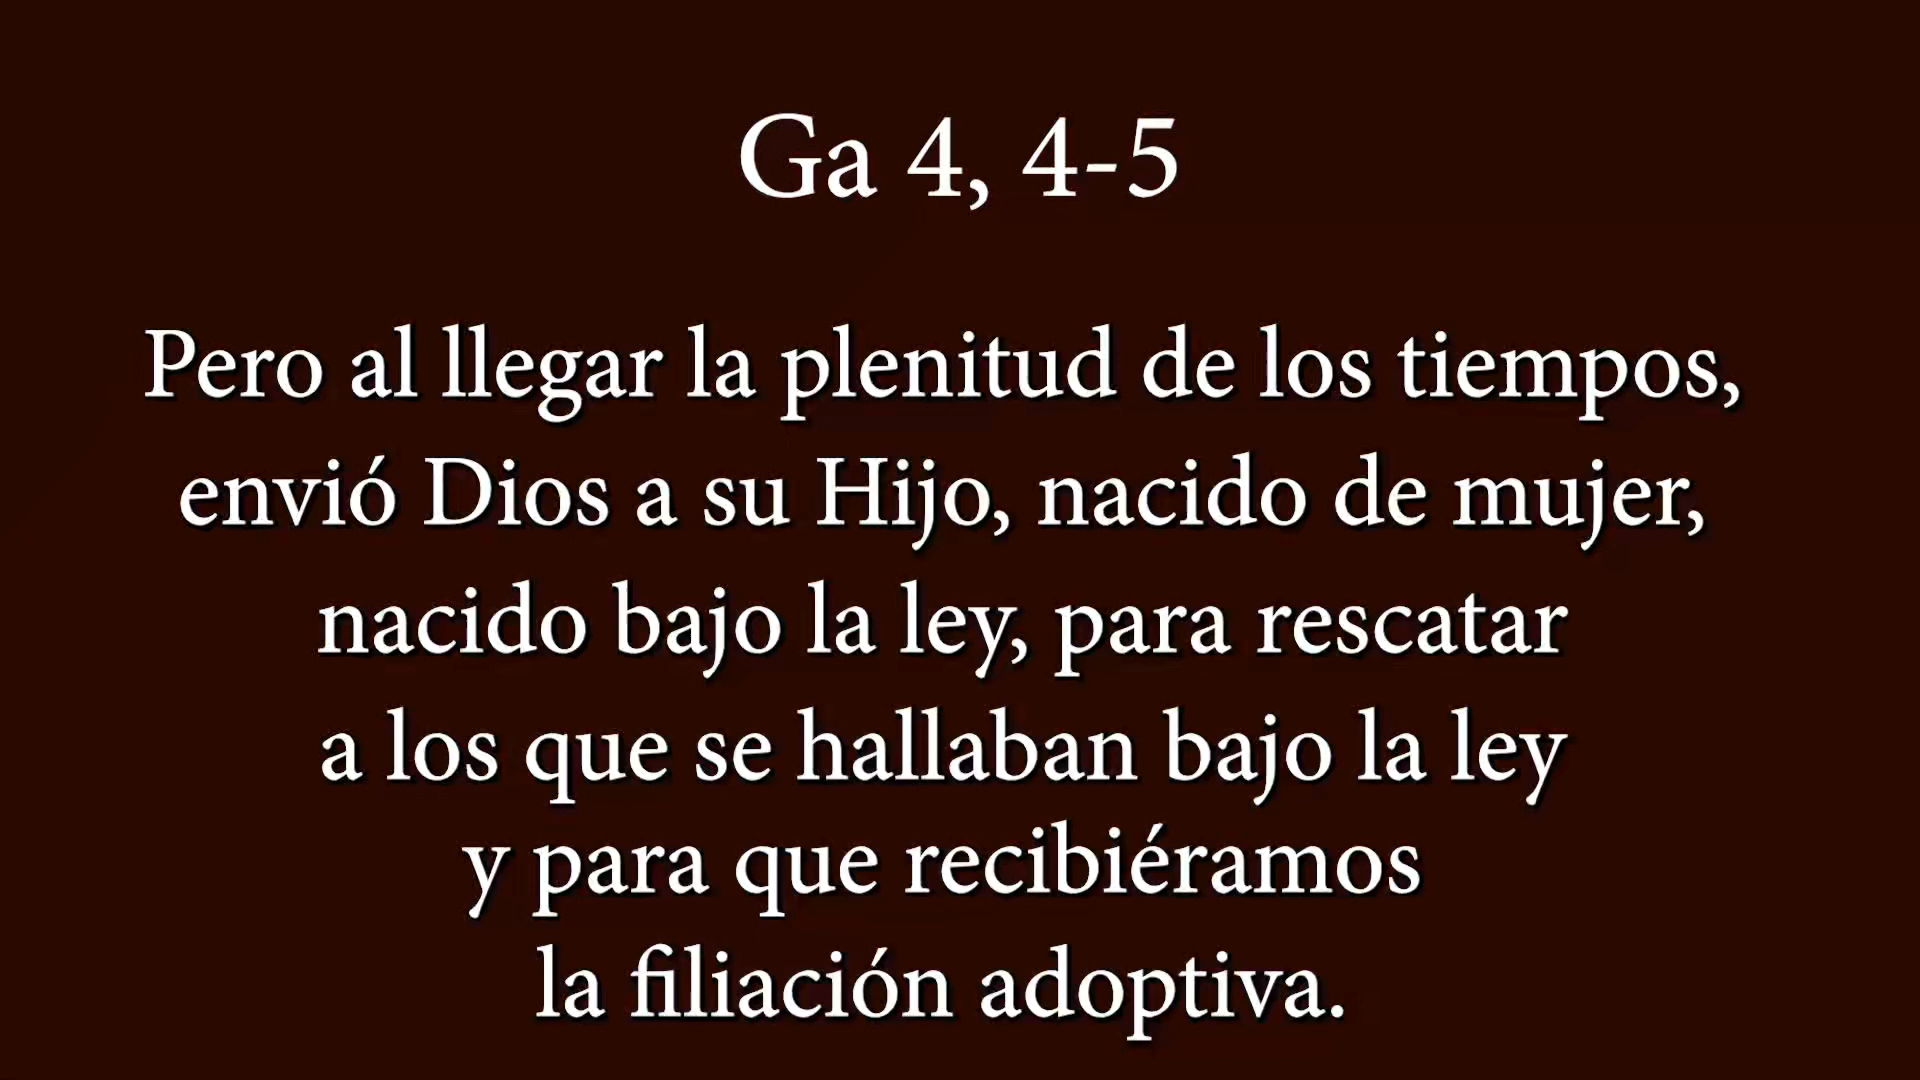 Ga 4, 4-5
Pero al llegar la plenitud de los tiempos,
envió Dios a su Hijo, nacido de mujer,
nacido bajo la ley, para rescatar
a los que se hallaban bajo la ley
y para que recibiéramos
la filiación adoptiva.